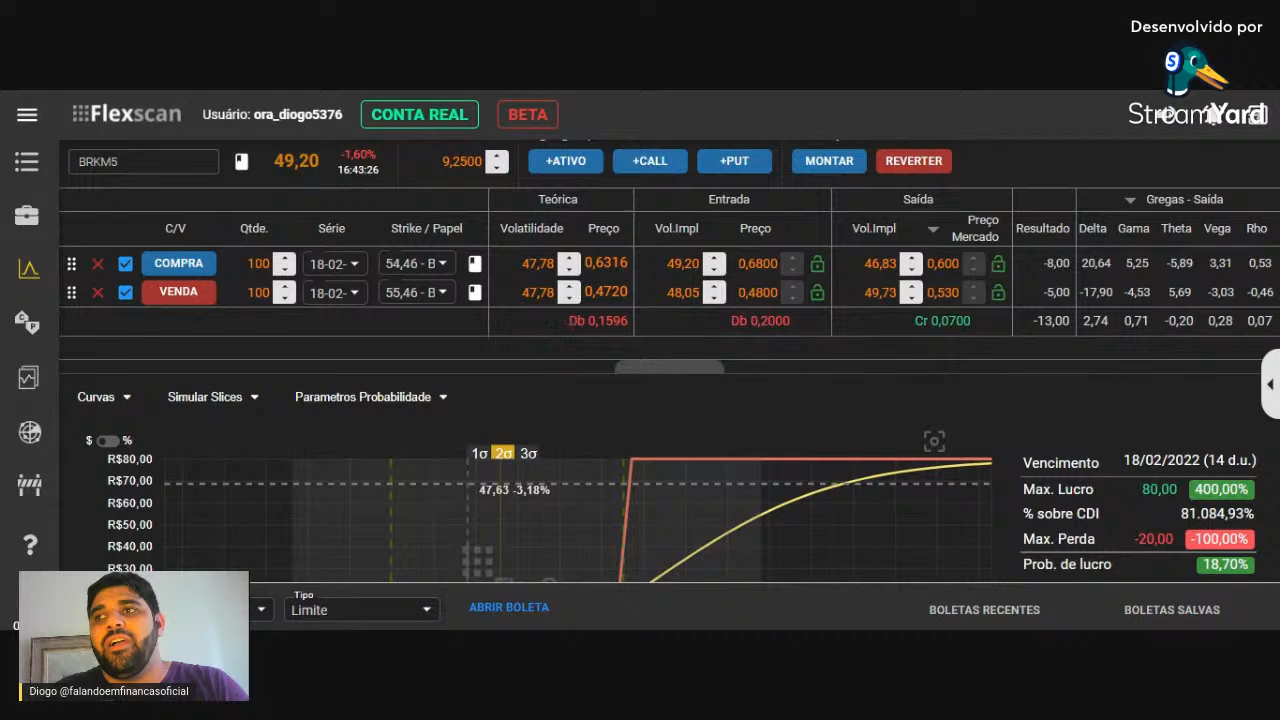 Desenvolvido por
StreamYard
Flexscan
Usuário: ora_diogo5376
CONTA REAL
BETA
BRKM5
49,20
-1,60%
16:43:26
9,2500
+ATIVO
+CALL
+PUT
MONTAR
REVERTER
Teórica Entrada Saída Gregas - Saída
C/V Qtde. Série Strike / Papel Volatilidade Preço Vol.Impl Preço Vol.Impl Preço Mercado Resultado Delta Gama Theta Vega Rho
COMPRA 100 18-02- 54,46 - B 47,78 0,6316 49,20 0,6800 46,83 0,600 -8,00 20,64 5,25 -5,89 3,31 0,53
VENDA 100 18-02- 55,46 - B 47,78 0,4720 48,05 0,4800 49,73 0,530 -5,00 -17,90 -4,53 5,69 -3,03 -0,46
Db 0,1596 Db 0,2000 Cr 0,0700 -13,00 2,74 0,71 -0,20 0,28 0,07
Curvas Simular Slices Parametros Probabilidade
$ %
1σ 2σ 3σ
47,63 -3,18%
R$80,00
R$70,00
R$60,00
R$50,00
R$40,00
R$30,00
Vencimento 18/02/2022 (14 d.u.)
Max. Lucro 80,00 400,00%
% sobre CDI 81.084,93%
Max. Perda -20,00 -100,00%
Prob. de lucro 18,70%
Tipo
Limite
ABRIR BOLETA
BOLETAS RECENTES
BOLETAS SALVAS
Diogo @falandoemfinancasoficial